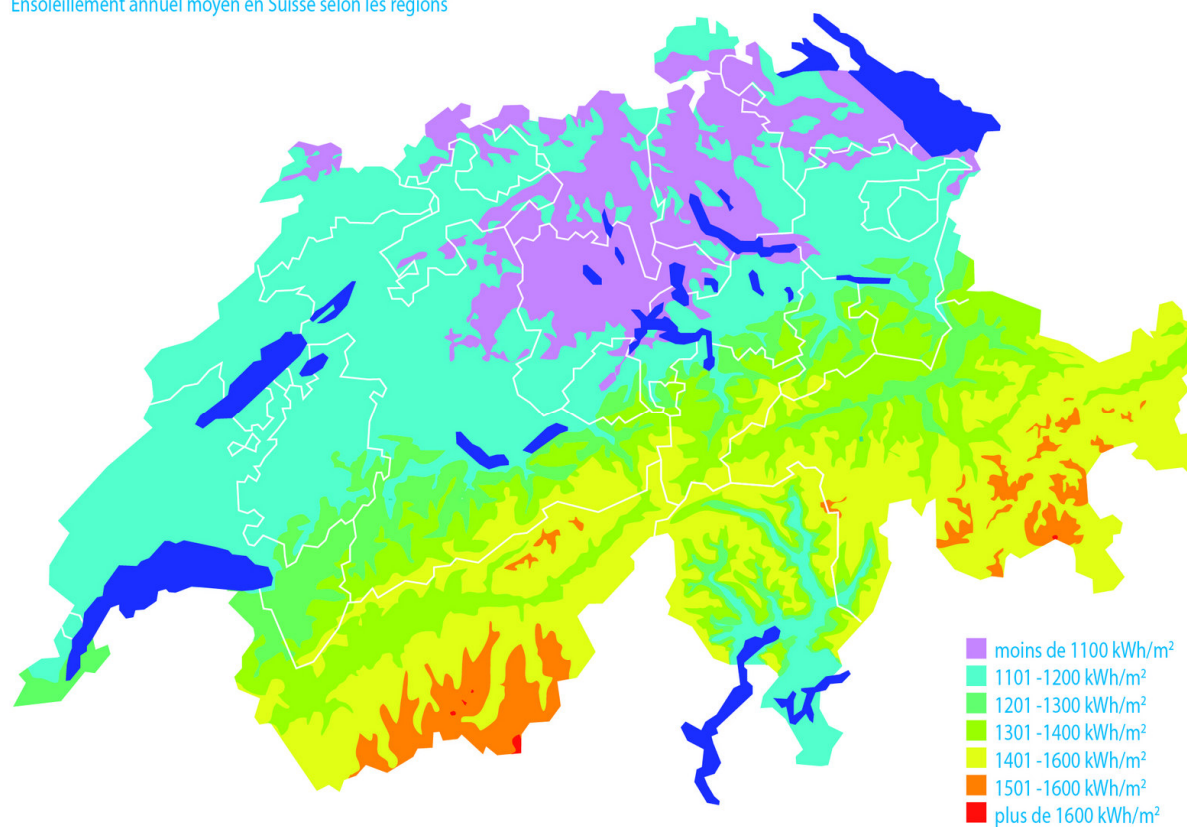 Ensoleillement annuel moyen en Suisse selon les régions
moins de 1100 kWh/m²
1101 -1200 kWh/m²
1201 -1300 kWh/m²
1301 -1400 kWh/m²
1401 -1600 kWh/m²
1501 -1600 kWh/m²
plus de 1600 kWh/m²